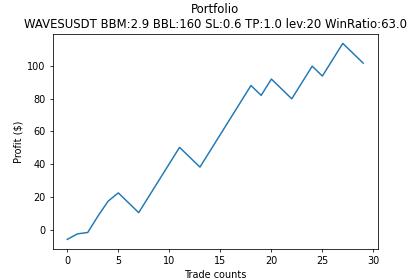 Portfolio
WAVESUSDT BBM:2.9 BBL:160 SL:0.6 TP:1.0 lev:20 WinRatio:63.0
100
80
60
40
20
0
Profit ($)
0 5 10 15 20 25 30
Trade counts